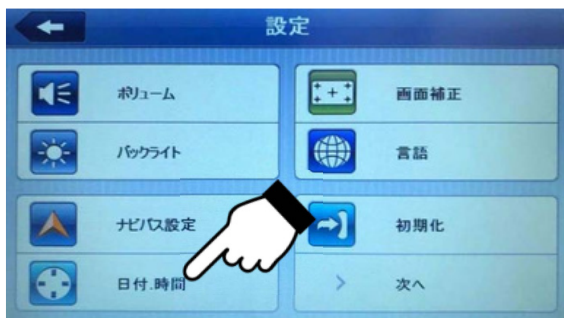 設定
ボリューム
画面補正
バックライト
言語
ナビパス設定
初期化
日付.時間
次へ